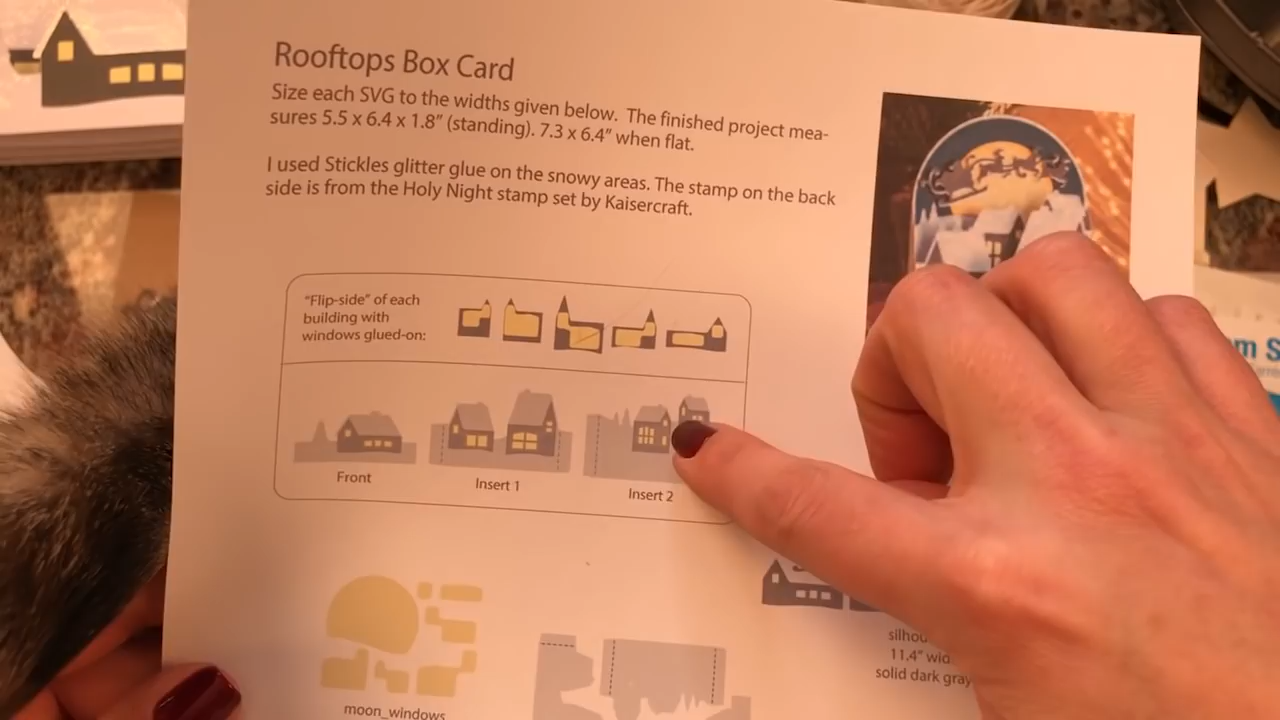 Rooftops Box Card
Size each SVG to the widths given below. The finished project mea-
sures 5.5 x 6.4 x 1.8” (standing). 7.3 x 6.4” when flat.
I used Stickles glitter glue on the snowy areas. The stamp on the back
side is from the Holy Night stamp set by Kaisercraft.
“Flip-side” of each
building with
windows glued-on:
Front
Insert 1
Insert 2
moon_windows
11.4”
solid dark gray